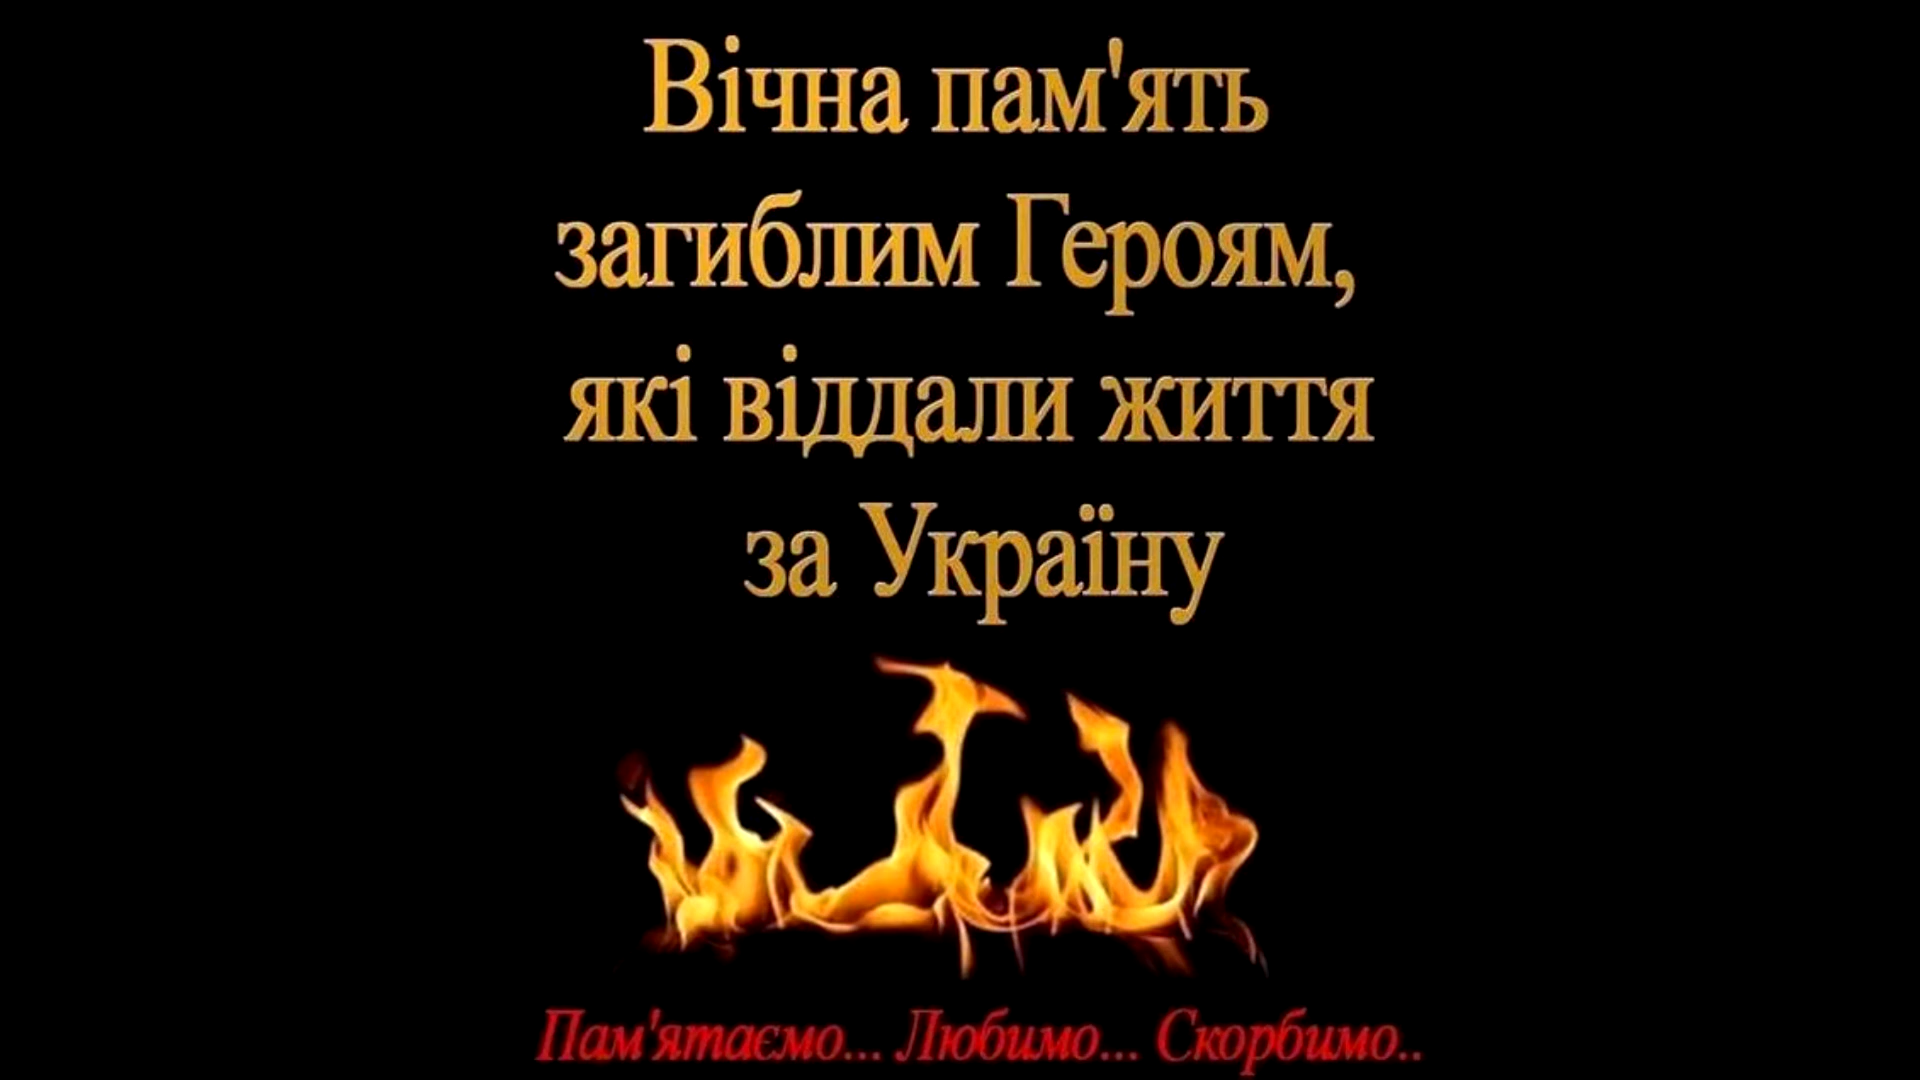 Вічна пам'ять
загиблим Героям,
які віддали життя
за Україну
Пам'ятаємо... Любимо... Скорбимо..